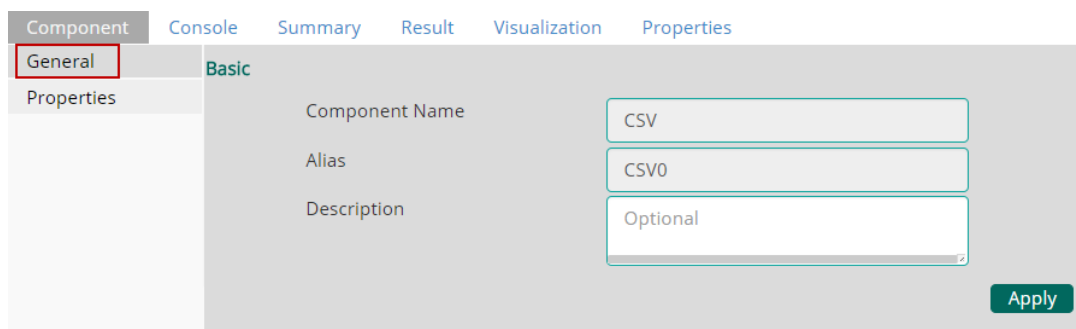 Component Console Summary Result Visualization Properties
General
Basic
Properties
Component Name
CSV
Alias
CSV0
Description
Optional
Apply